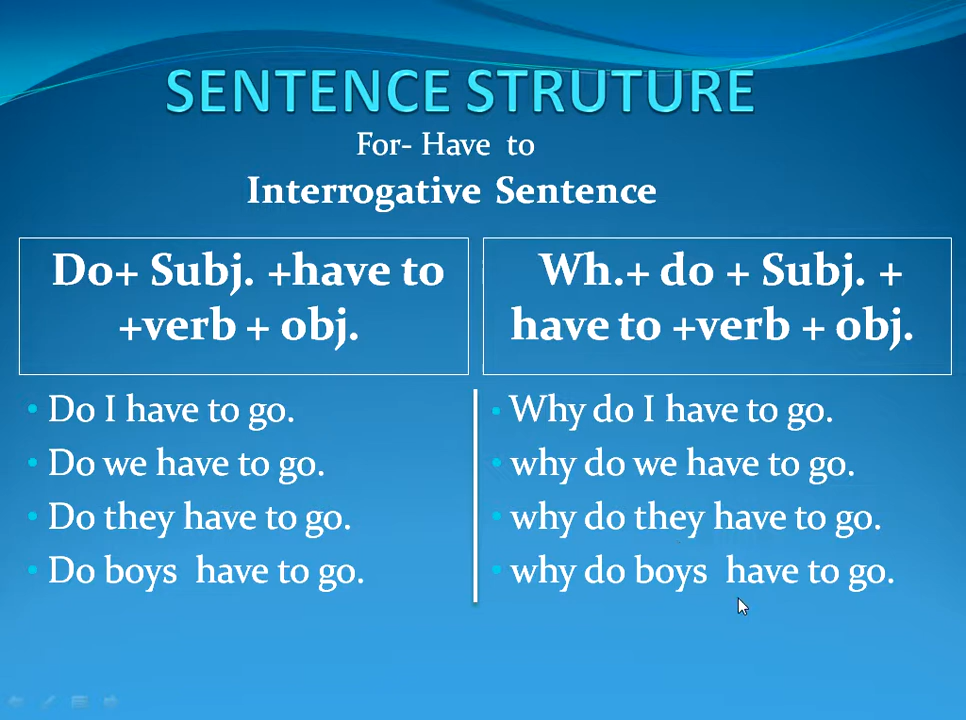 SENTENCE STRUTURE
For- Have to
Interrogative Sentence
Do+ Subj. +have to
+verb + obj.
Do I have to go.
Do we have to go.
Do they have to go.
Do boys have to go.
Wh.+ do + Subj. +
have to +verb + obj.
Why do I have to go.
why do we have to go.
why do they have to go.
why do boys have to go.